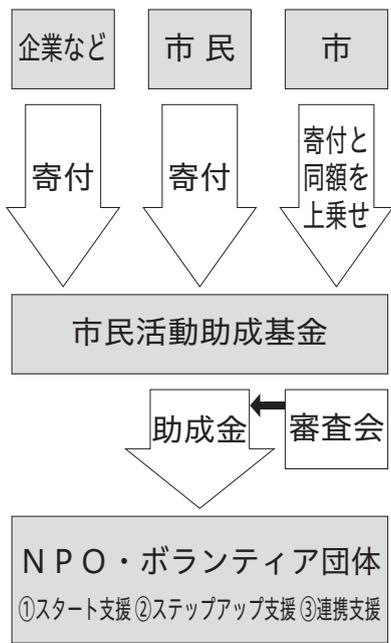 企業など
市民
市
寄付
寄付
寄付と
同額を
上乗せ
市民活動助成基金
助成金
審査会
ＮＰＯ・ボランティア団体
①スタート支援 ②ステップアップ支援 ③連携支援